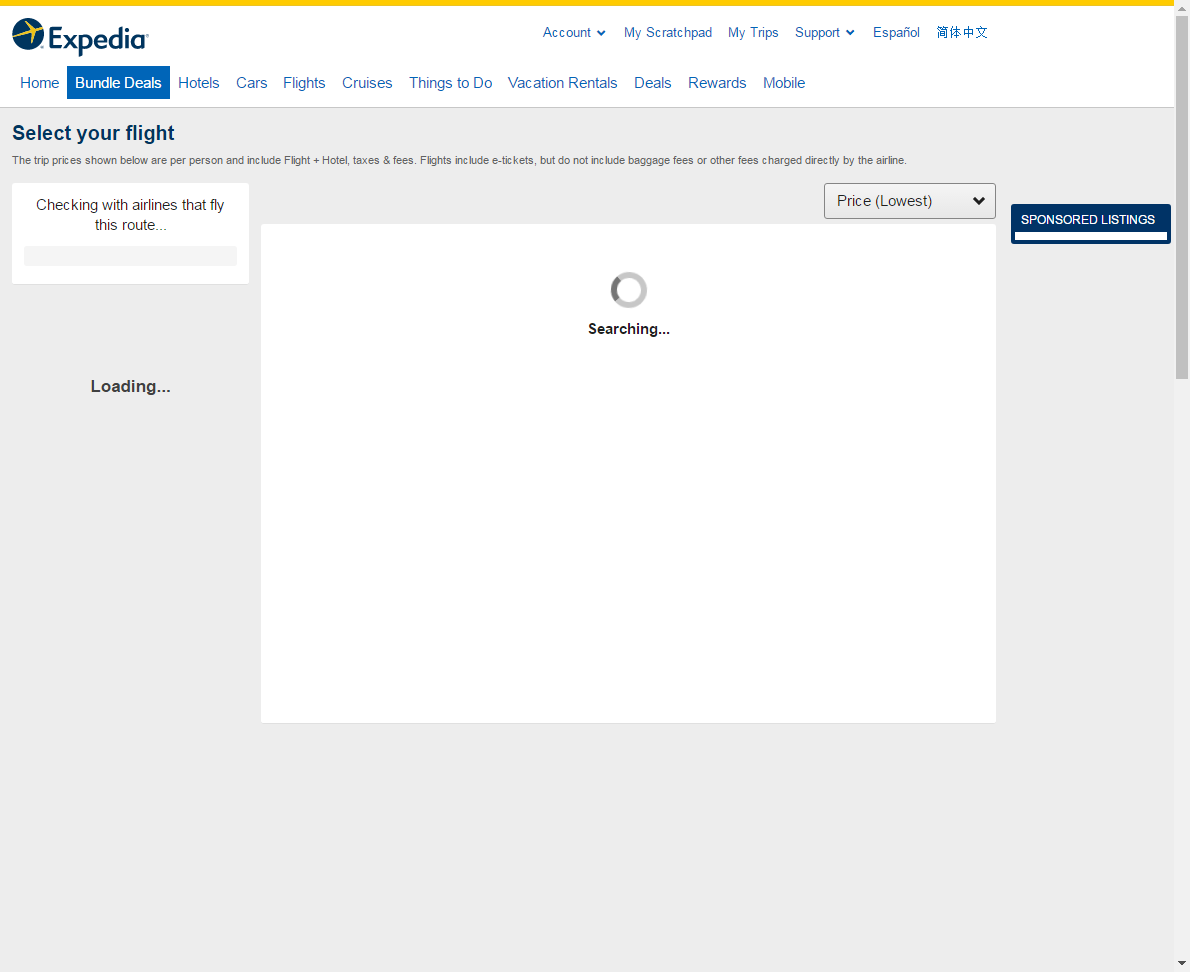 Expedia
Account My Scratchpad My Trips Support Español 简体中文
Home Bundle Deals Hotels Cars Flights Cruises Things to Do Vacation Rentals Deals Rewards Mobile
Select your flight
The trip prices shown below are per person and include Flight + Hotel, taxes & fees. Flights include e-tickets, but do not include baggage fees or other fees charged directly by the airline.
Checking with airlines that fly
this route...
Price (Lowest)
SPONSORED LISTINGS
Searching...
Loading...